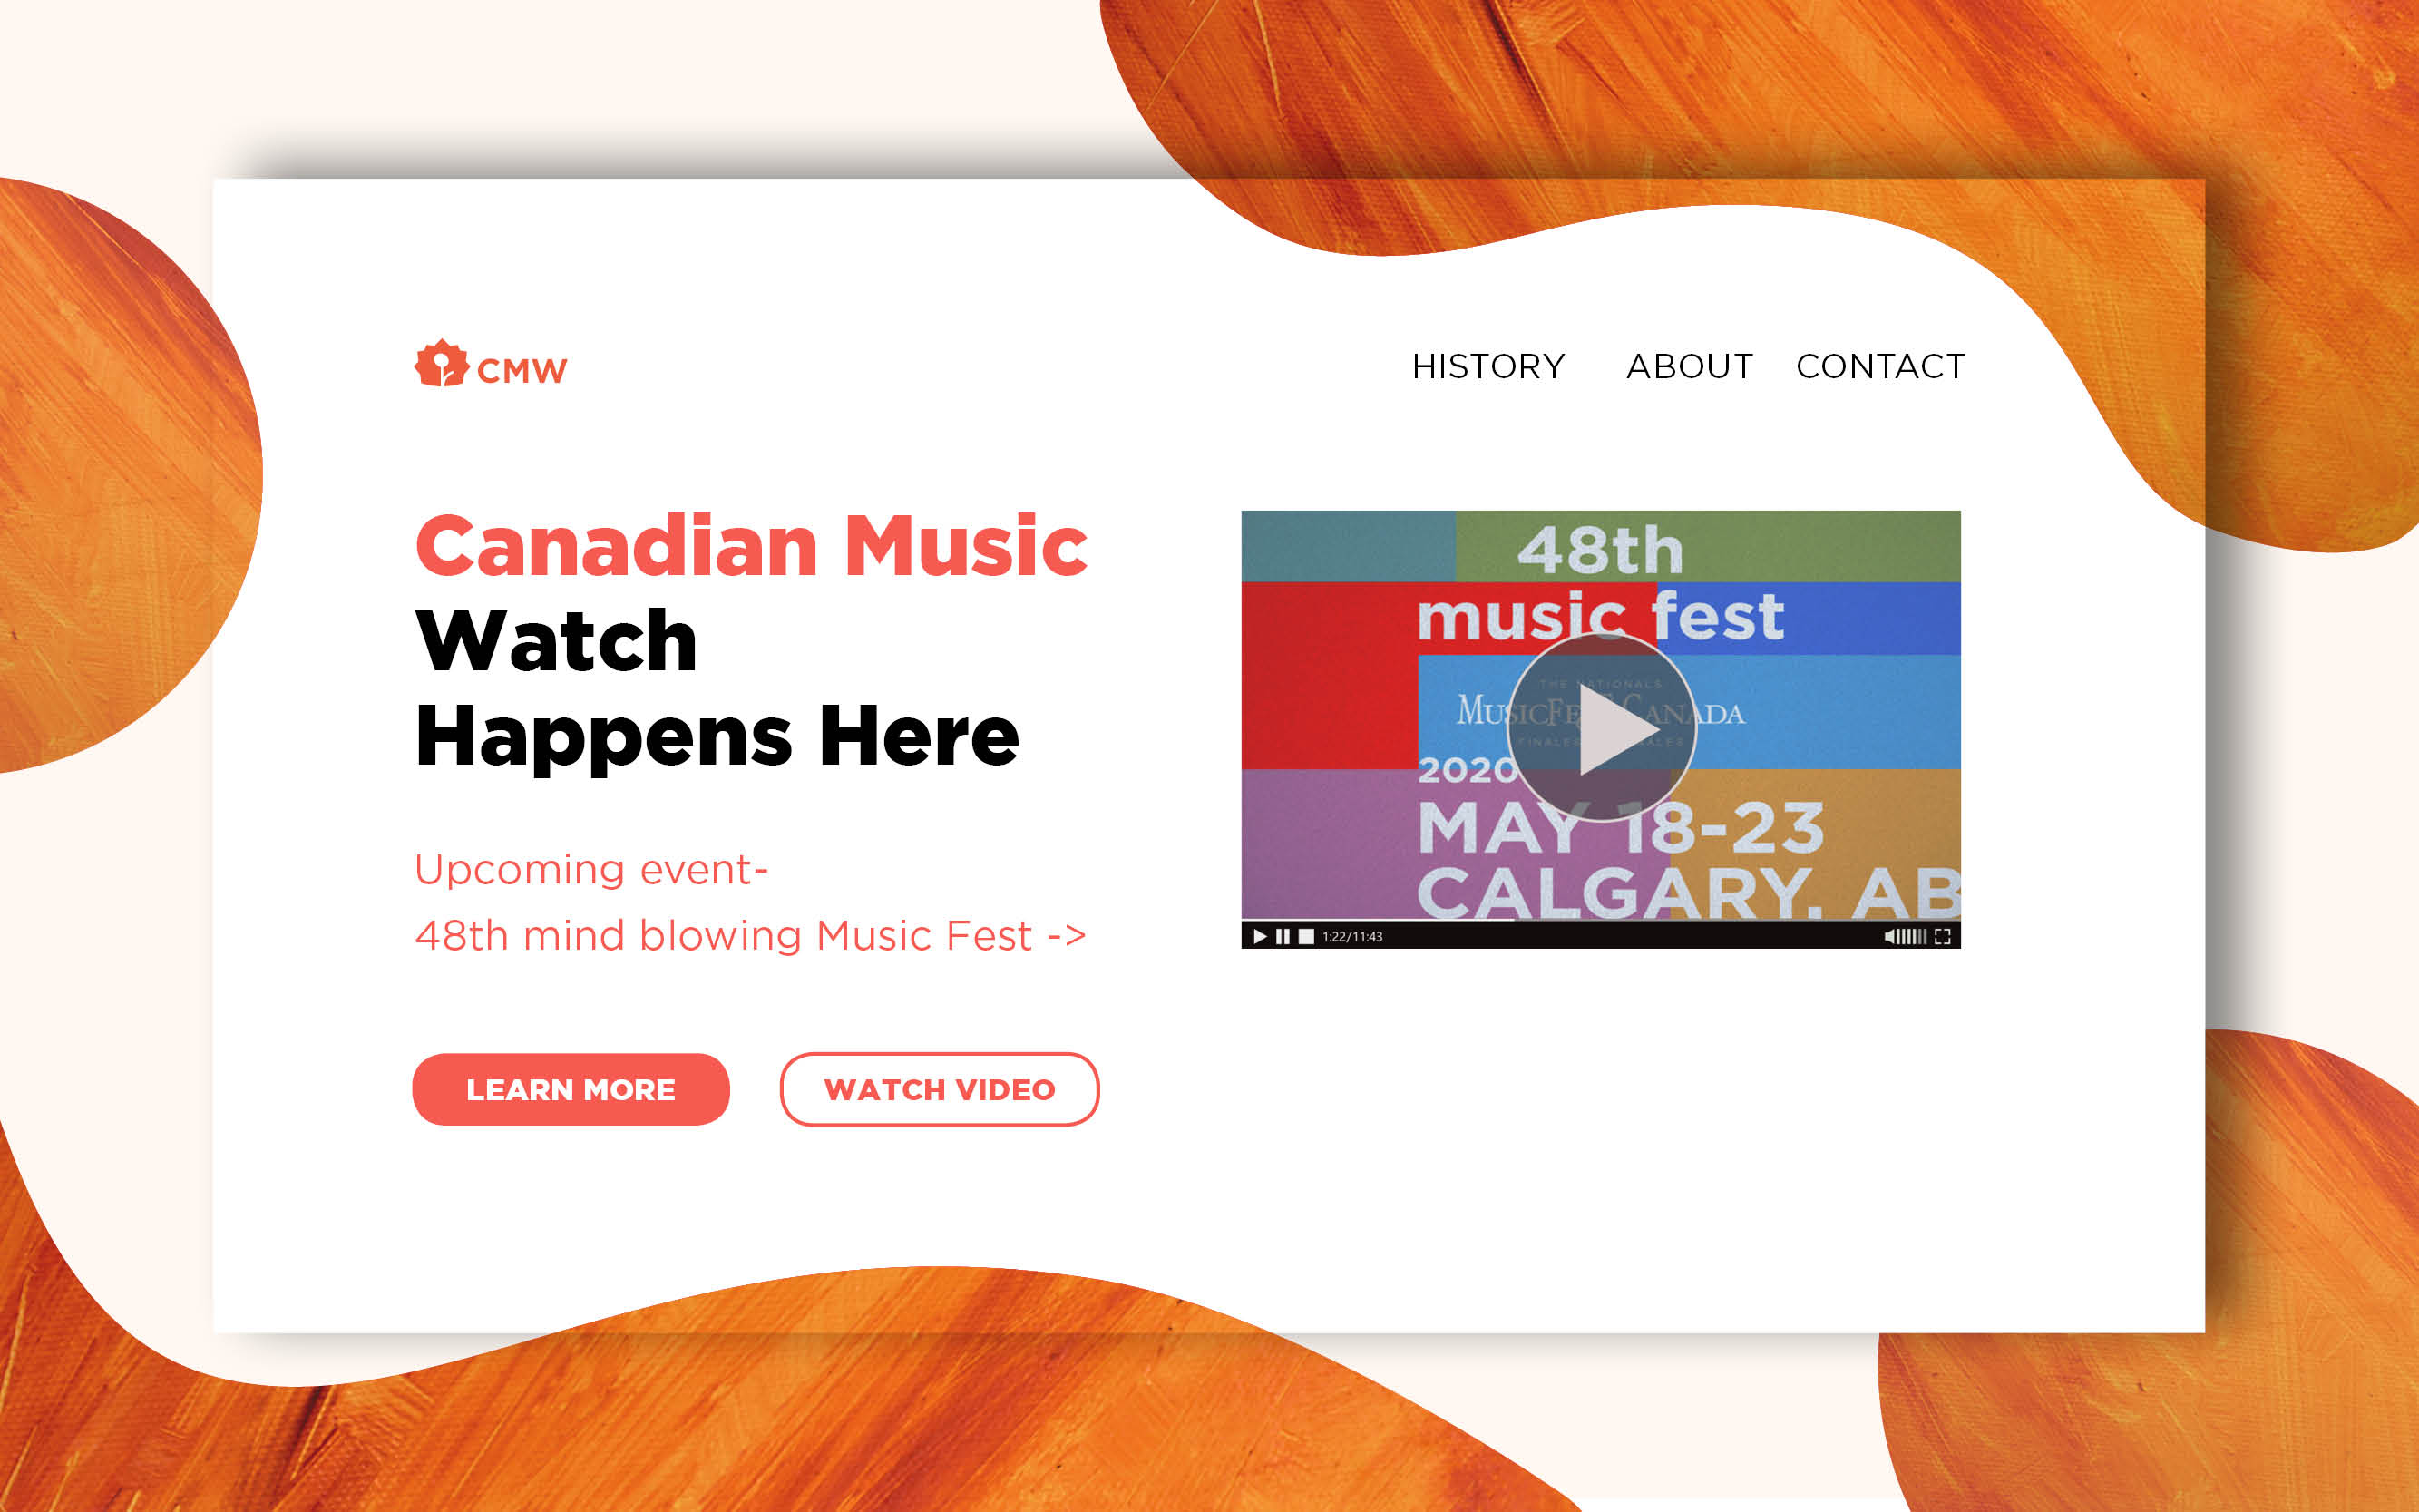 CMW
HISTORY ABOUT CONTACT
Canadian Music
Watch
Happens Here
Upcoming event-
48th mind blowing Music Fest ->
LEARN MORE
WATCH VIDEO
48th
music fest
THE NATIONALS
MUSICFEST CANADA
2020
MAY 18-23
CALGARY. AB
1:22/11:43